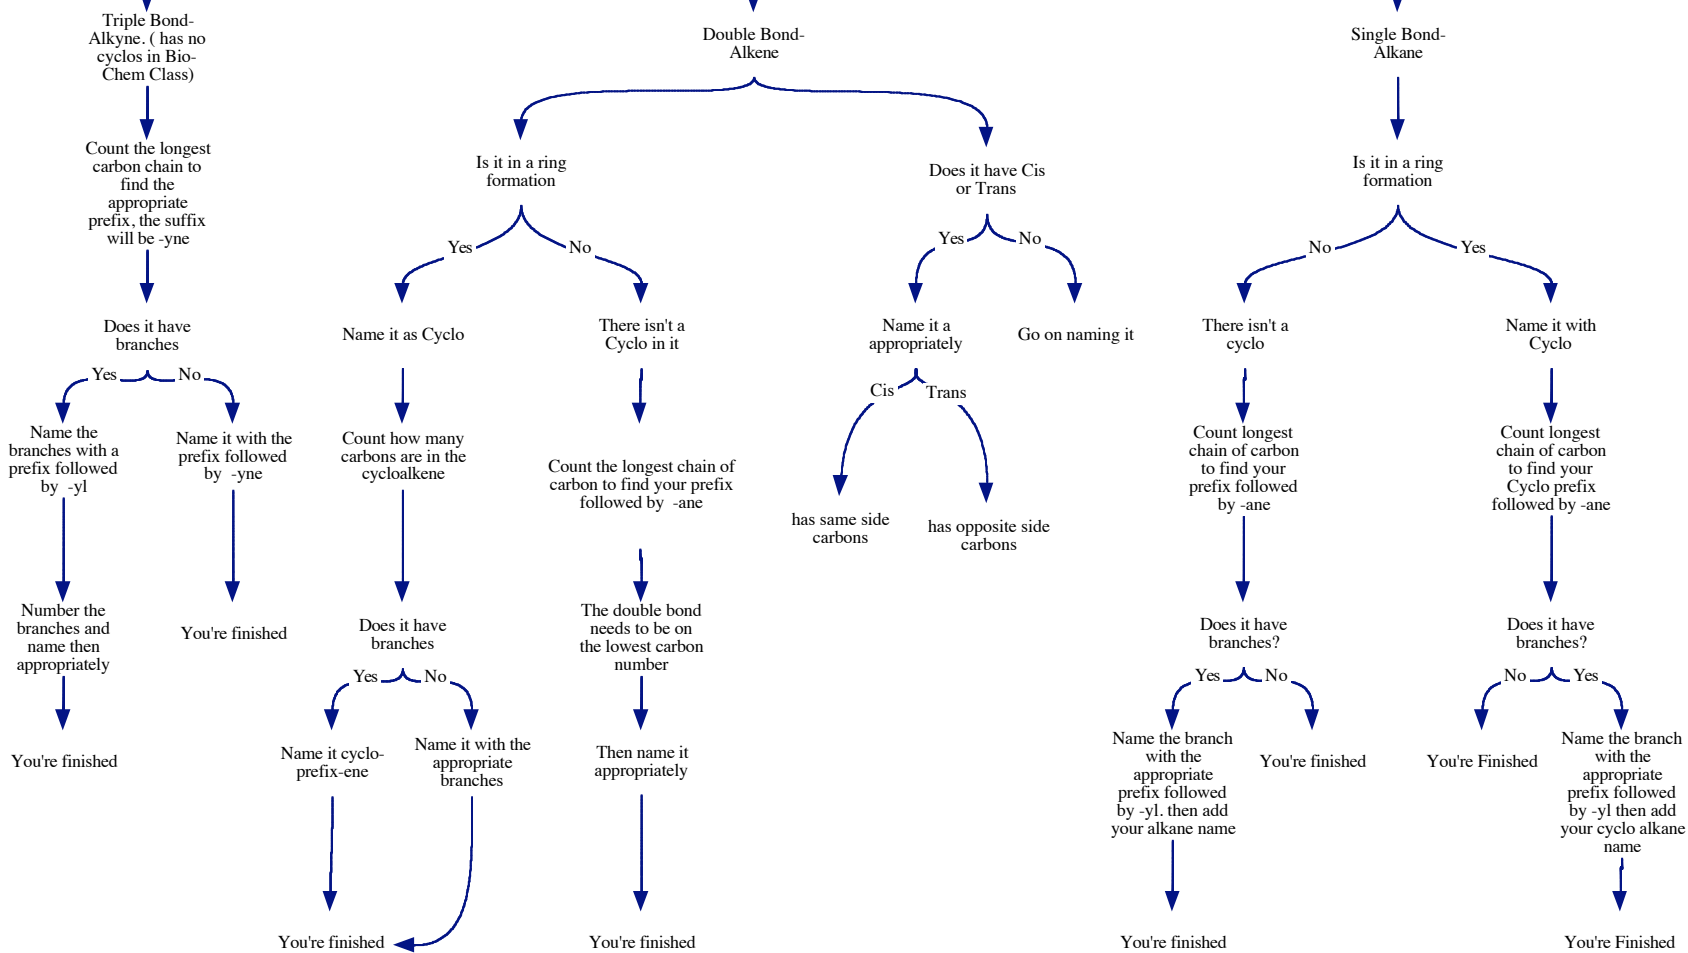 Triple Bond-
Alkyne. ( has no
cyclos in Bio-
Chem Class)
Count the longest
carbon chain to
find the
appropriate
prefix, the suffix
will be -yne
Does it have
branches
Yes
No
Name the
branches with a
prefix followed
by -yl
Name it with the
prefix followed
by -yne
Number the
branches and
name then
appropriately
You're finished
You're finished
Double Bond-
Alkene
Is it in a ring
formation
Yes
No
Name it as Cyclo
There isn't a
Cyclo in it
Count how many
carbons are in the
cycloalkene
Count the longest chain of
carbon to find your prefix
followed by -ane
Does it have
branches
Yes
No
The double bond
needs to be on
the lowest carbon
number
Name it cyclo-
prefix-ene
Name it with the
appropriate
branches
Then name it
appropriately
You're finished
You're finished
Does it have Cis
or Trans
Yes
No
Name it a
appropriately
Go on naming it
Cis
Trans
has same side
carbons
has opposite side
carbons
Single Bond-
Alkane
Is it in a ring
formation
No
Yes
There isn't a
cyclo
Name it with
Cyclo
Count longest
chain of carbon
to find your
prefix followed
by -ane
Count longest
chain of carbon
to find your
Cyclo prefix
followed by -ane
Does it have
branches?
Yes
No
Does it have
branches?
No
Yes
Name the branch
with the
appropriate
prefix followed
by -yl. then add
your alkane name
You're finished
You're Finished
Name the branch
with the
appropriate
prefix followed
by -yl then add
your cyclo alkane
name
You're finished
You're Finished